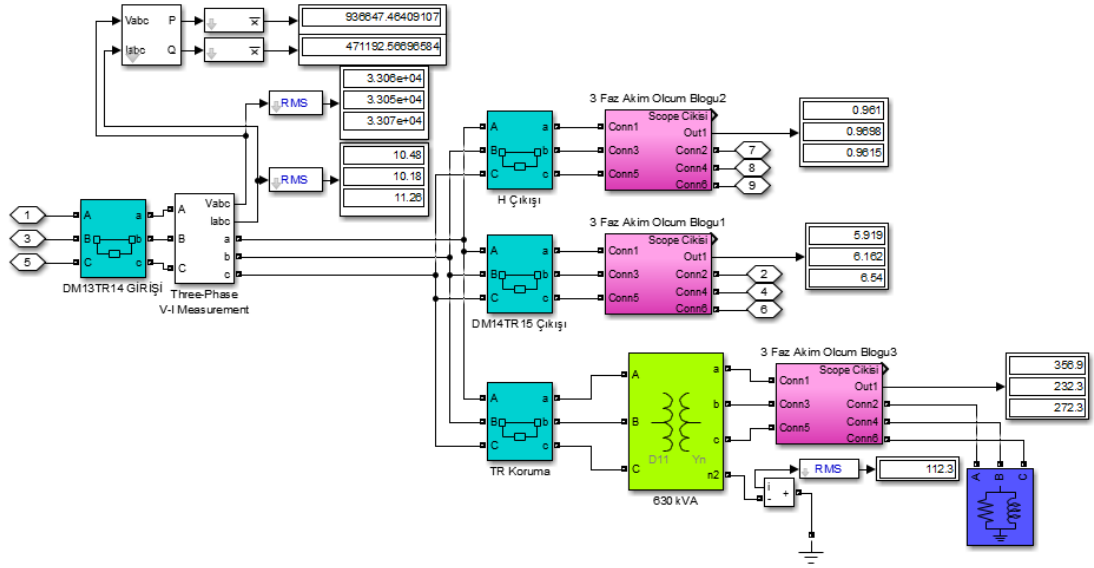 Vabc P
Iabc Q
x
x
936647.46409107
471192.56696584
RMS
3.306e+04
3.305e+04
3.307e+04
RMS
10.48
10.18
11.26
1
3
5
A a
B b
C c
DM13TR14 GİRİŞİ
A Vabc
Iabc
B a
b
C c
Three-Phase
V-I Measurement
A a
B b
C c
H Çıkışı
3 Faz Akim Olcum Blogu2
Scope Cikisi
Conn1 Out1
Conn3 Conn2
Conn4
Conn5 Conn6
7
8
9
0.961
0.9698
0.9615
A a
B b
C c
DM14TR15 Çıkışı
3 Faz Akim Olcum Blogu1
Scope Cikisi
Conn1 Out1
Conn3 Conn2
Conn4
Conn5 Conn6
2
4
6
5.919
6.162
6.54
A a
B b
C c
TR Koruma
A a
B b
C c
D11 Yn
n2
630 kVA
3 Faz Akim Olcum Blogu3
Scope Cikisi
Conn1 Out1
Conn3 Conn2
Conn4
Conn5 Conn6
356.9
232.3
272.3
RMS
112.3
i
- +
A B C